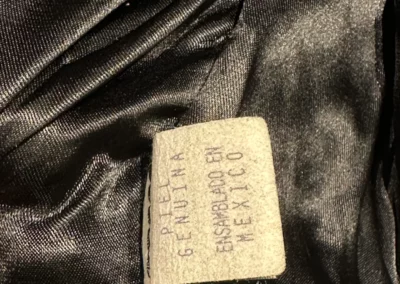 PIEL
GENUINA
ENSAMBLADO EN
MEXICO